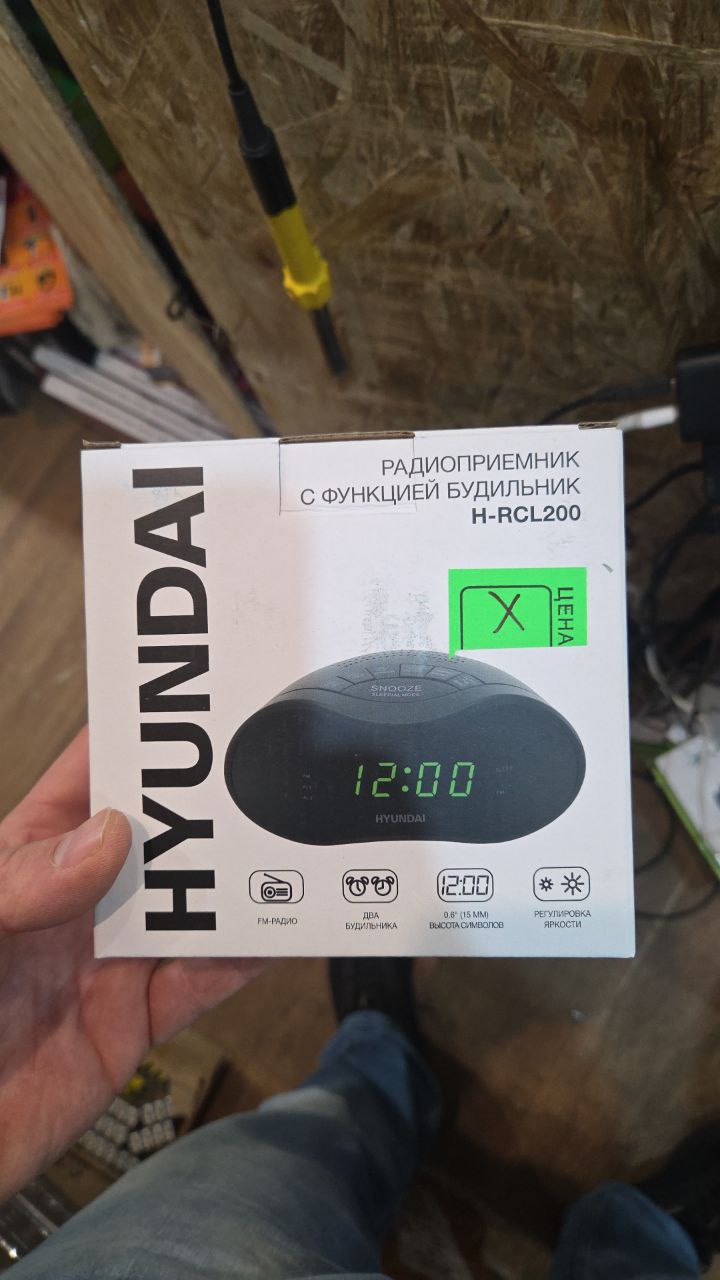 HYUNDAI
РАДИОПРИЕМНИК
С ФУНКЦИЕЙ БУДИЛЬНИК
H-RCL200
ЦЕНА
X
SNOOZE
12:00
HYUNDAI
FM-РАДИО
ДВА
БУДИЛЬНИКА
12:00
0.6" (15 ММ)
ВЫСОТА СИМВОЛОВ
РЕГУЛИРОВКА
ЯРКОСТИ